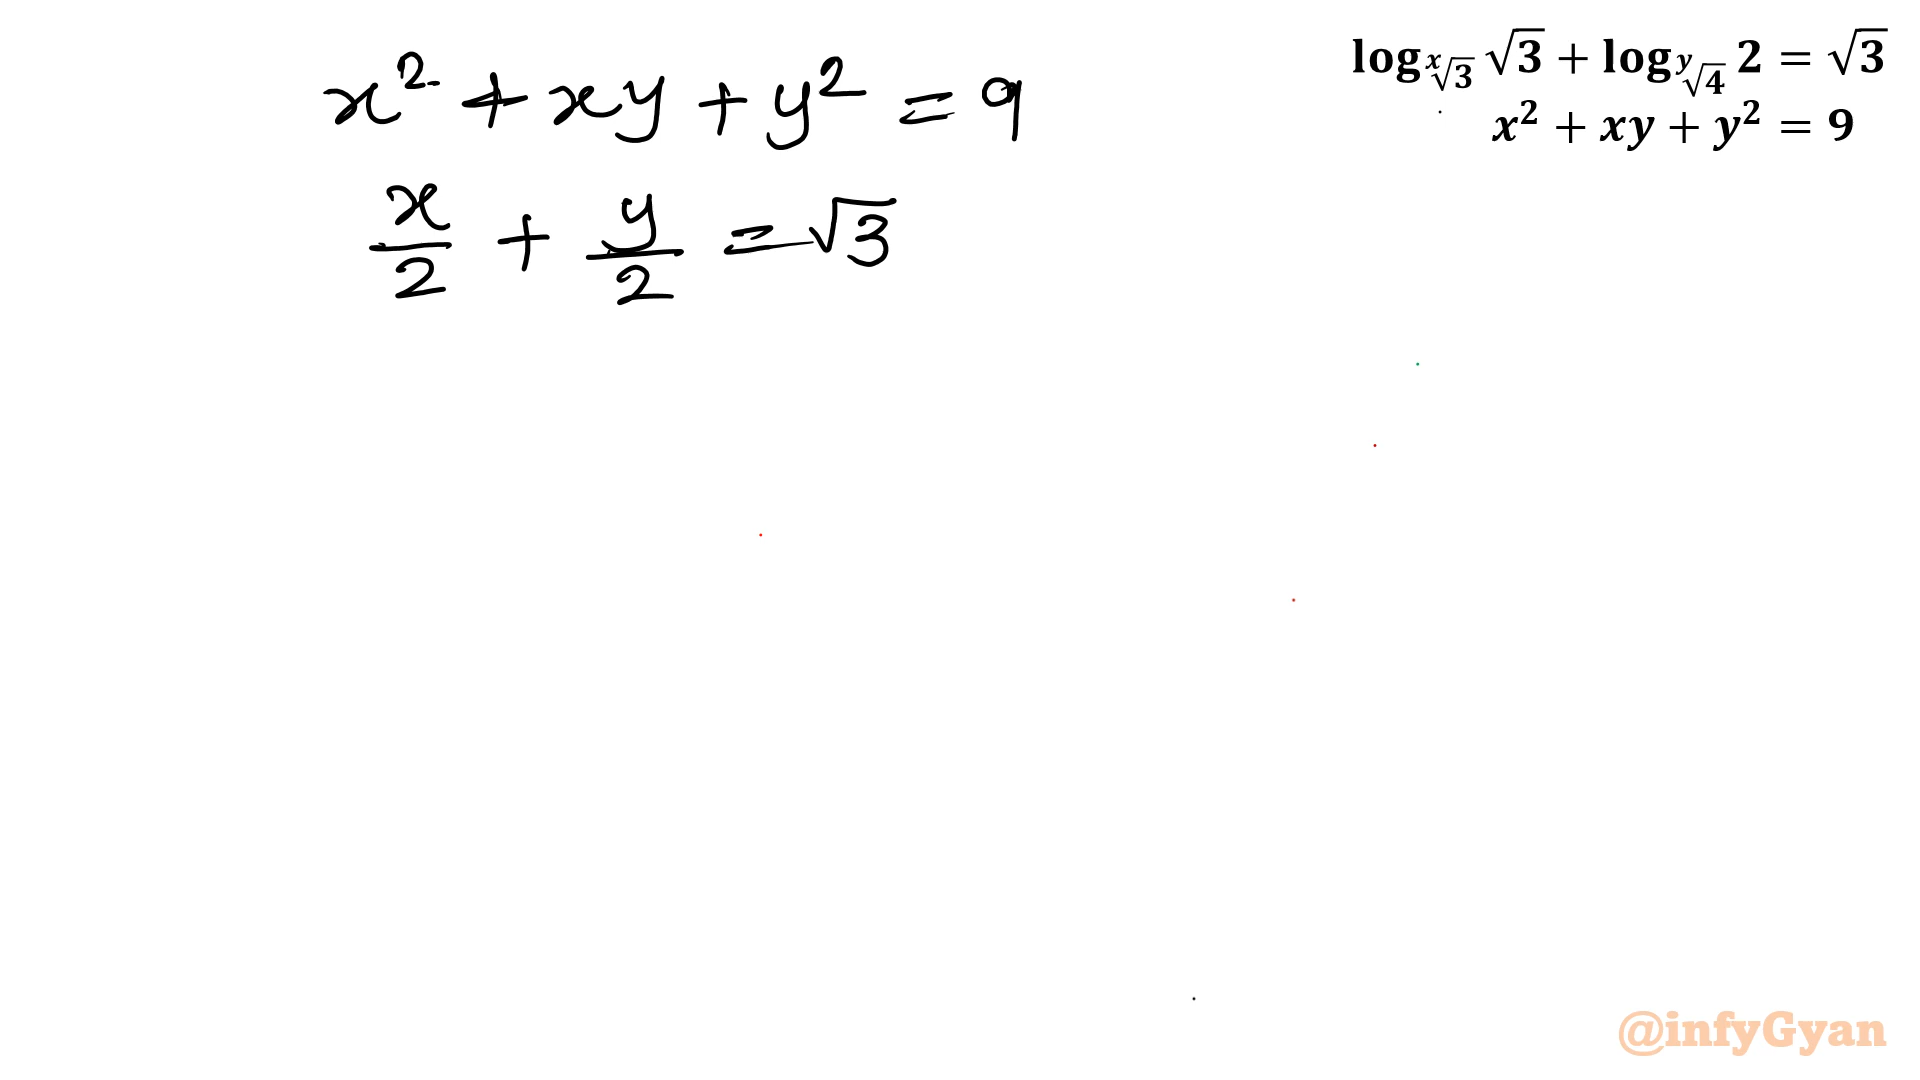 x² + xy + y² = 9
x/2 + y/2 = √3
log_{ˣ√3} √3 + log_{ʸ√4} 2 = √3
x² + xy + y² = 9
@infyGyan